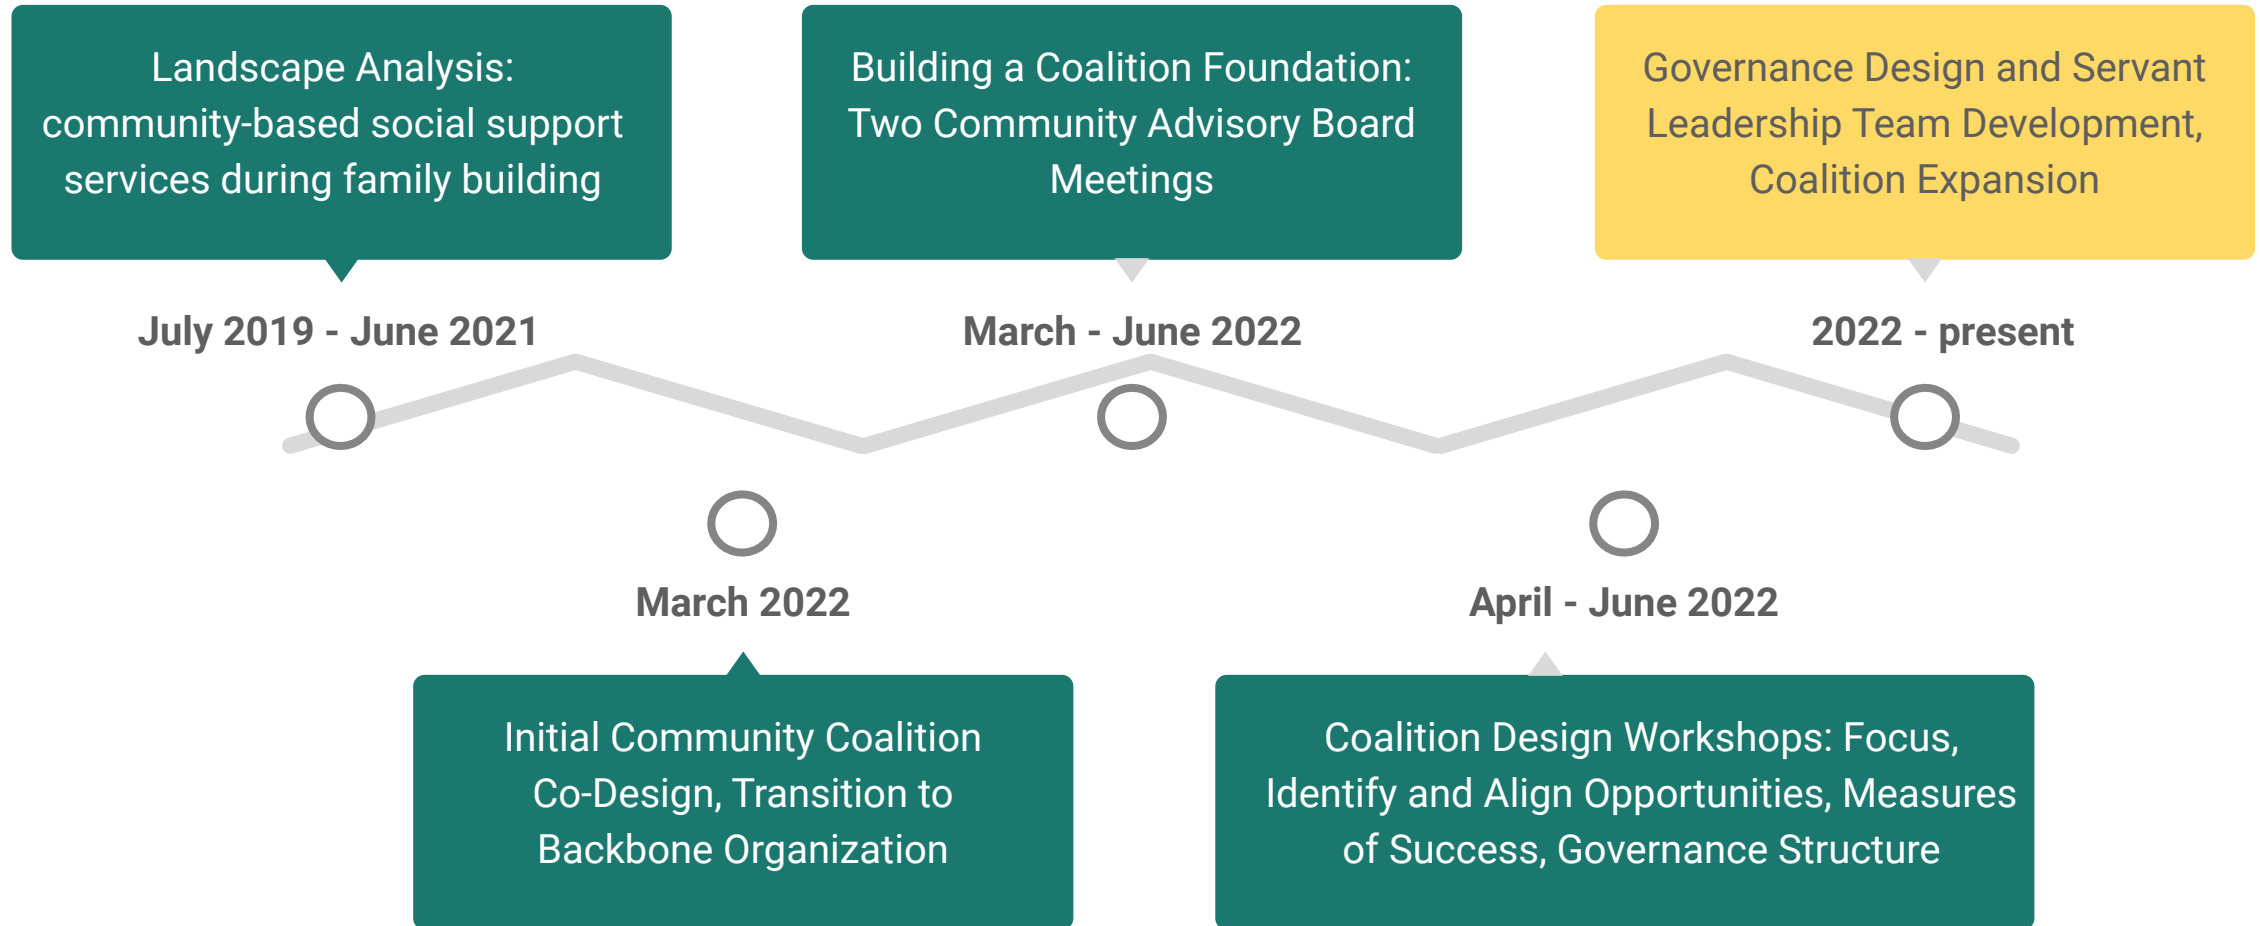 Landscape Analysis:
community-based social support
services during family building
July 2019 - June 2021
Initial Community Coalition
Co-Design, Transition to
Backbone Organization
March 2022
Building a Coalition Foundation:
Two Community Advisory Board
Meetings
March - June 2022
Coalition Design Workshops: Focus,
Identify and Align Opportunities, Measures
of Success, Governance Structure
April - June 2022
Governance Design and Servant
Leadership Team Development,
Coalition Expansion
2022 - present